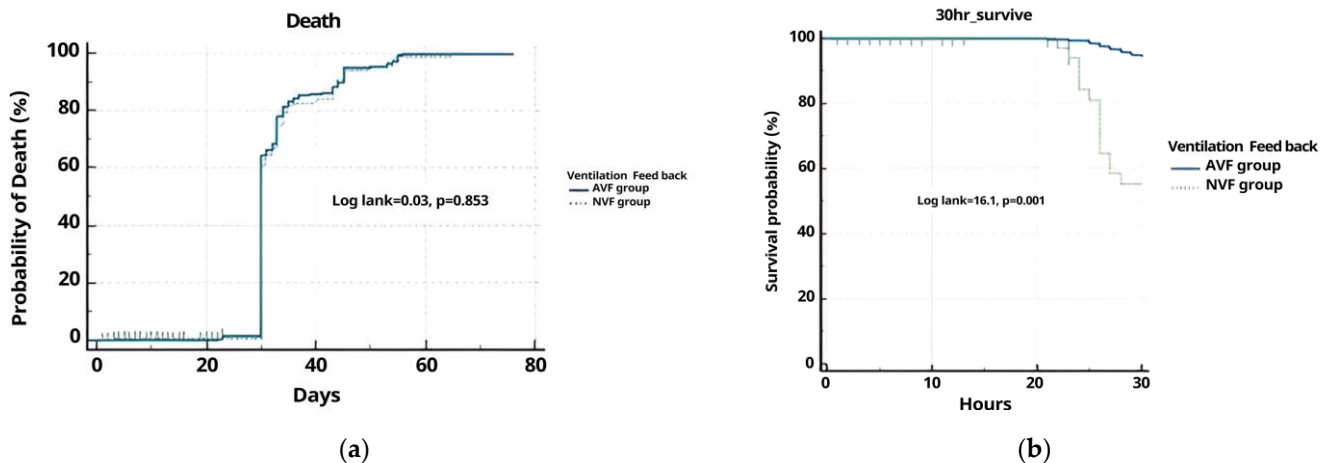 Death
Probability of Death (%)
100
80
60
40
20
0
0 20 40 60 80
Days
Log lank=0.03, p=0.853
Ventilation Feed back
AVF group
NVF group
(a)
30hr_survive
Survival probability (%)
100
80
60
40
20
0
0 10 20 30
Hours
Log lank=16.1, p=0.001
Ventilation Feed back
AVF group
NVF group
(b)